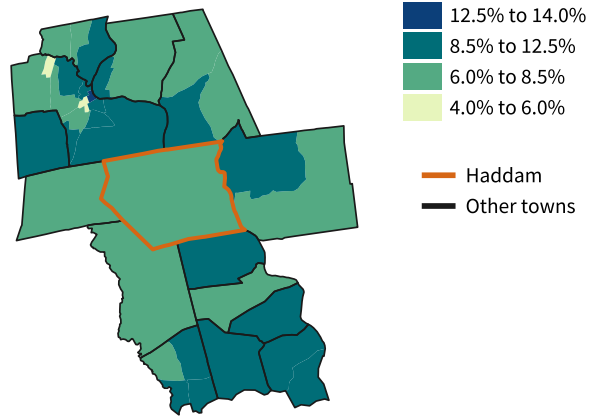 12.5% to 14.0%
8.5% to 12.5%
6.0% to 8.5%
4.0% to 6.0%
Haddam
Other towns